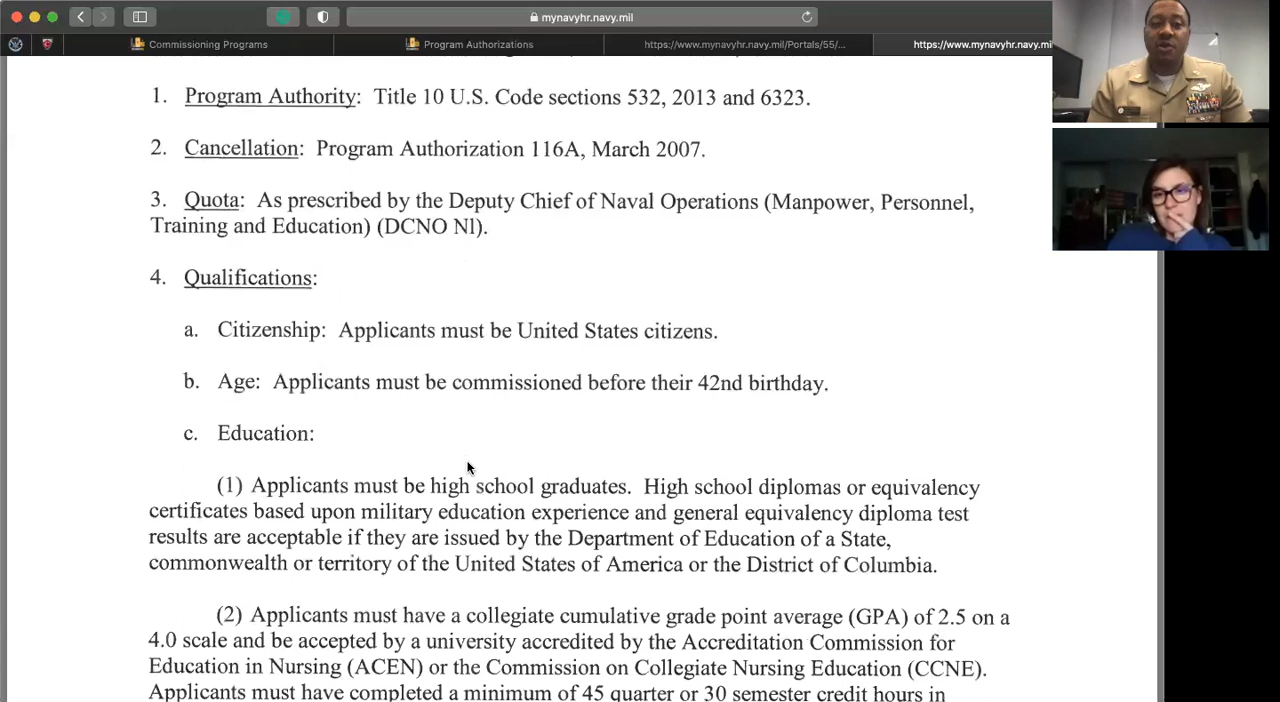 mynavyhr.navy.mil
Commissioning Programs
Program Authorizations
https://www.mynavyhr.navy.mil/Portals/55/...
https://www.mynavyhr.navy.mil
1. Program Authority: Title 10 U.S. Code sections 532, 2013 and 6323.
2. Cancellation: Program Authorization 116A, March 2007.
3. Quota: As prescribed by the Deputy Chief of Naval Operations (Manpower, Personnel,
Training and Education) (DCNO Nl).
4. Qualifications:
a. Citizenship: Applicants must be United States citizens.
b. Age: Applicants must be commissioned before their 42nd birthday.
c. Education:
(1) Applicants must be high school graduates. High school diplomas or equivalency
certificates based upon military education experience and general equivalency diploma test
results are acceptable if they are issued by the Department of Education of a State,
commonwealth or territory of the United States of America or the District of Columbia.
(2) Applicants must have a collegiate cumulative grade point average (GPA) of 2.5 on a
4.0 scale and be accepted by a university accredited by the Accreditation Commission for
Education in Nursing (ACEN) or the Commission on Collegiate Nursing Education (CCNE).
Applicants must have completed a minimum of 45 quarter or 30 semester credit hours in